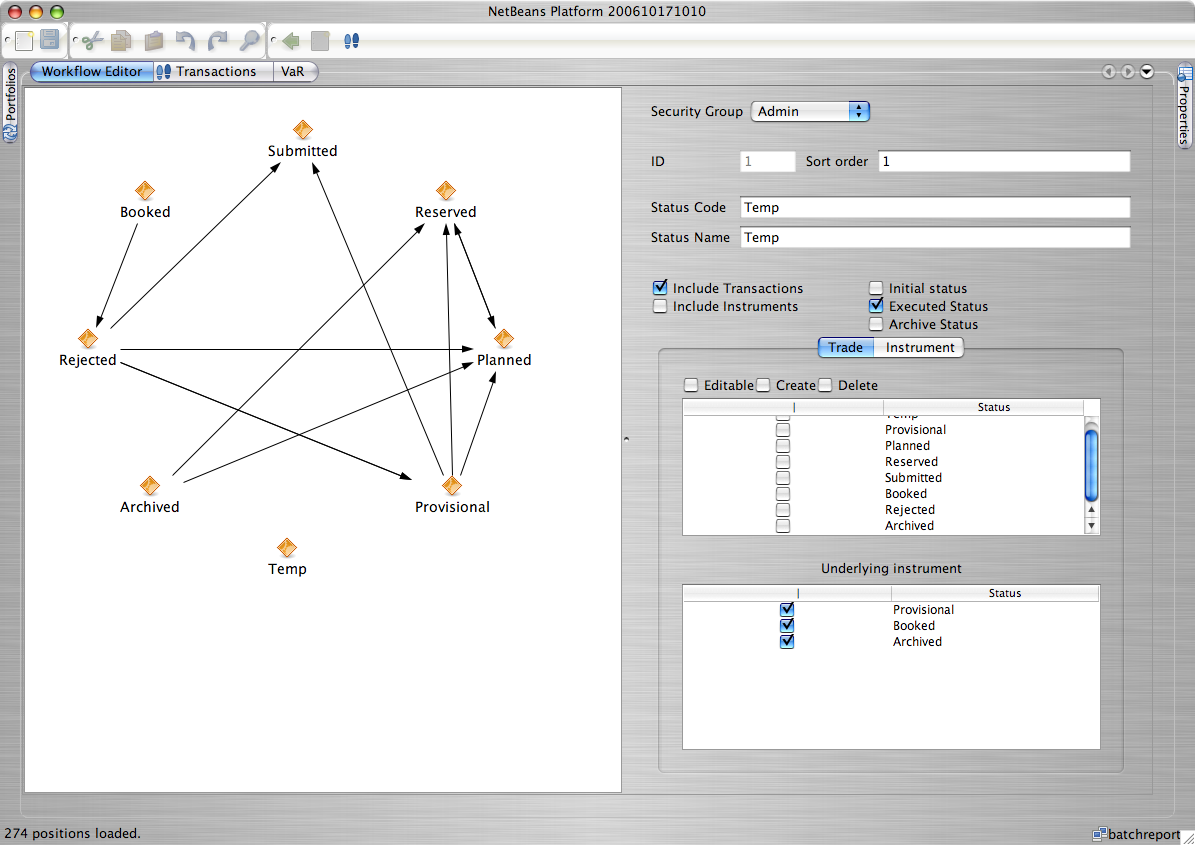 NetBeans Platform 200610171010
Portfolios
Workflow Editor
Transactions
VaR
Properties
Submitted
Booked
Reserved
Rejected
Planned
Archived
Provisional
Temp
Security Group Admin
ID 1 Sort order 1
Status Code Temp
Status Name Temp
Include Transactions
Initial status
Include Instruments
Executed Status
Archive Status
Trade Instrument
Editable Create Delete
Status
Temp
Provisional
Planned
Reserved
Submitted
Booked
Rejected
Archived
Underlying instrument
Status
Provisional
Booked
Archived
274 positions loaded.
batchreport